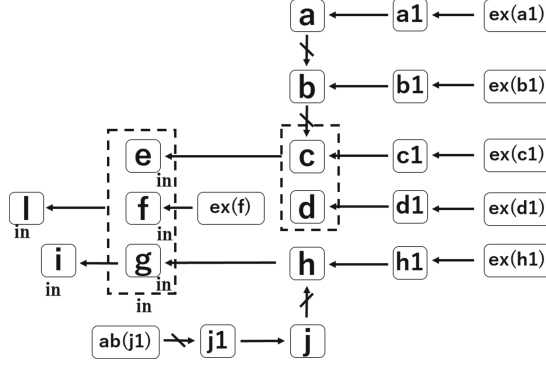 a a1 ex(a1)
b b1 ex(b1)
e c c1 ex(c1)
in
l f ex(f) d d1 ex(d1)
in in
i g h h1 ex(h1)
in in
in
ab(j1) j1 j